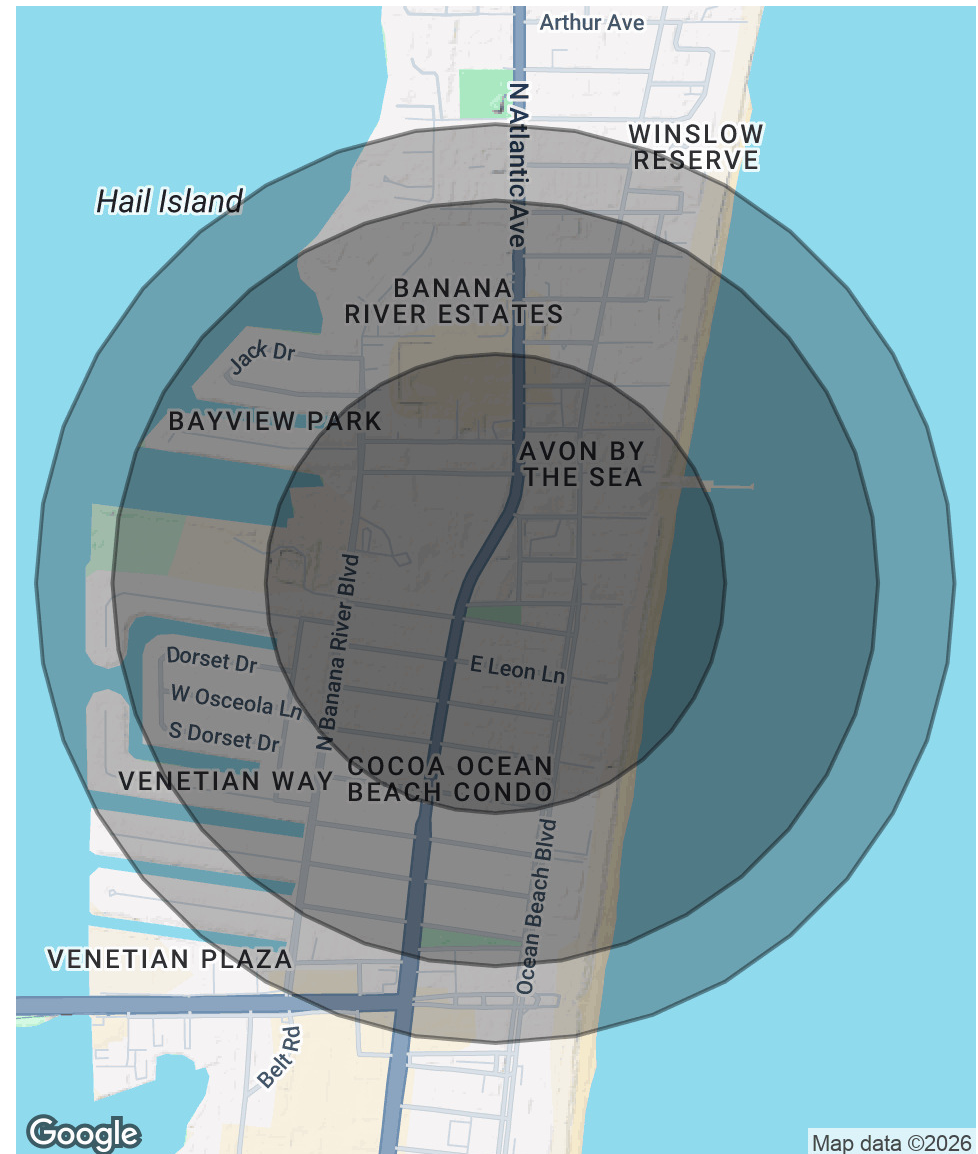 Arthur Ave
N Atlantic Ave
WINSLOW
RESERVE
Hail Island
BANANA
RIVER ESTATES
Jack Dr
BAYVIEW PARK
AVON BY
THE SEA
N Banana River Blvd
Dorset Dr
E Leon Ln
W Osceola Ln
S Dorset Dr
VENETIAN WAY
COCOA OCEAN
BEACH CONDO
Ocean Beach Blvd
VENETIAN PLAZA
Belt Rd
Google
Map data ©2026